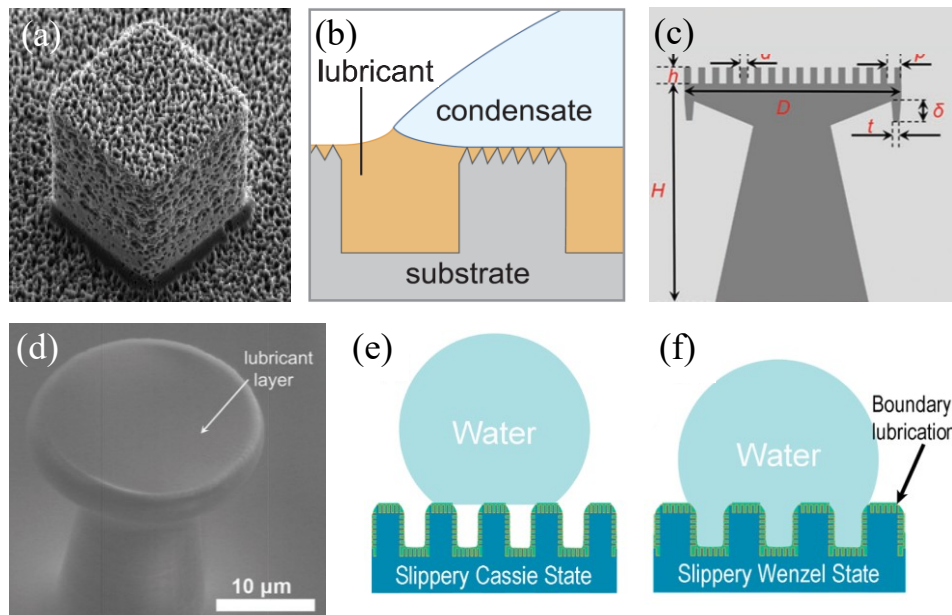 (a)
(b)
lubricant
condensate
substrate
(c)
h
D
δ
t
H
(d)
lubricant
layer
10 μm
(e)
Water
Slippery Cassie State
(f)
Boundary
lubrication
Water
Slippery Wenzel State